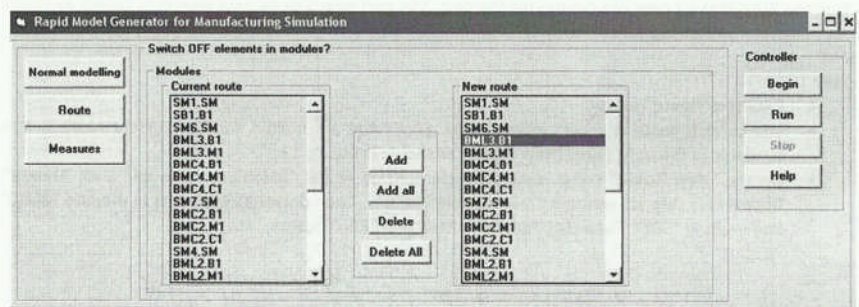 Rapid Model Generator for Manufacturing Simulation
Normal modelling
Route
Measures
Switch OFF elements in modules?
Modules
Current route
SM1.SM
SB1.B1
SM6.SM
BML3.B1
BML3.M1
BMC4.B1
BMC4.M1
BMC4.C1
SM7.SM
BMC2.B1
BMC2.M1
BMC2.C1
SM4.SM
BML2.B1
BML2.M1
Add
Add all
Delete
Delete All
New route
SM1.SM
SB1.B1
SM6.SM
BML3.B1
BML3.M1
BMC4.B1
BMC4.M1
BMC4.C1
SM7.SM
BMC2.B1
BMC2.M1
BMC2.C1
SM4.SM
BML2.B1
BML2.M1
Controller
Begin
Run
Stop
Help